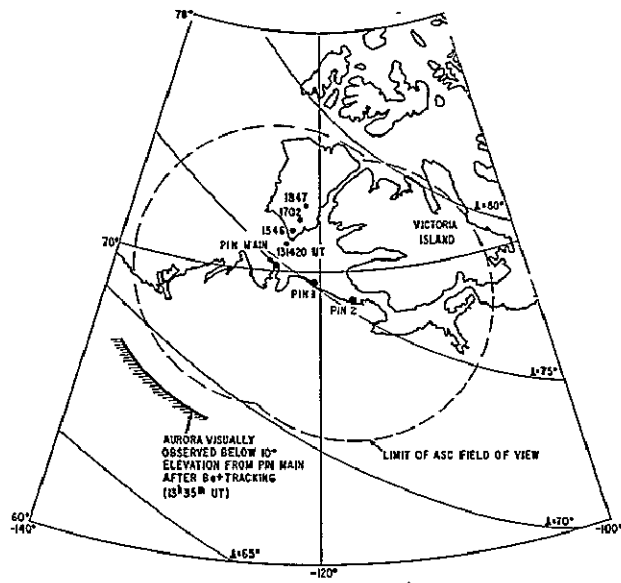 78°
1847
1702
1546
131420 UT
PIN MAIN
VICTORIA
ISLAND
Λ=80°
70°
PIN 3
PIN 2
Λ=75°
AURORA VISUALLY
OBSERVED BELOW 10°
ELEVATION FROM PIN MAIN
AFTER Ba+ TRACKING
(13ʰ35ᵐ UT)
LIMIT OF ASC FIELD OF VIEW
60°
-140°
Λ=65°
-120°
Λ=70°
-100°